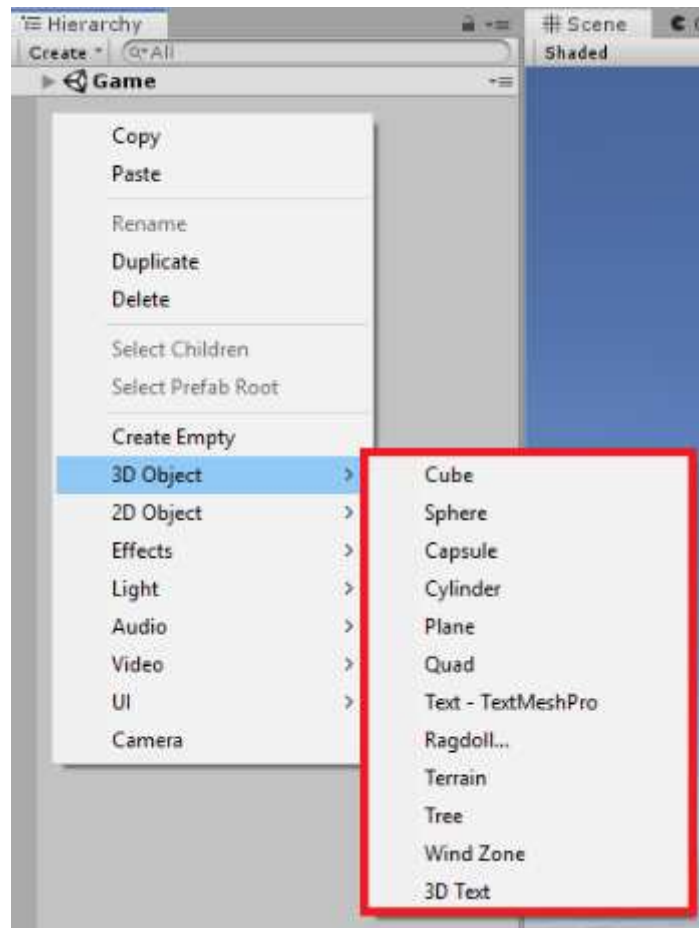 Hierarchy
# Scene
Create
All
Shaded
Game
Copy
Paste
Rename
Duplicate
Delete
Select Children
Select Prefab Root
Create Empty
3D Object >
2D Object >
Effects >
Light >
Audio >
Video >
UI >
Camera
Cube
Sphere
Capsule
Cylinder
Plane
Quad
Text - TextMeshPro
Ragdoll...
Terrain
Tree
Wind Zone
3D Text